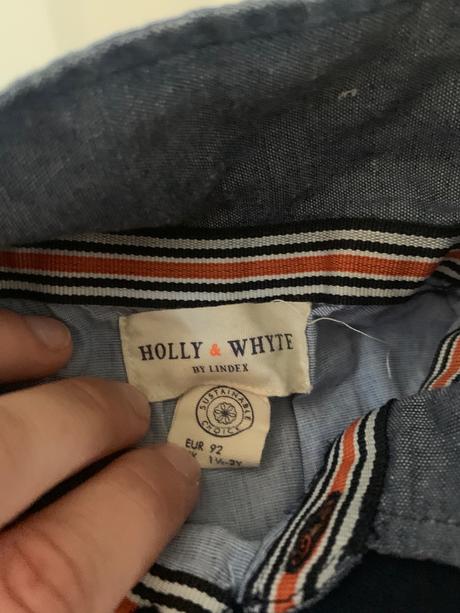 HOLLY & WHYTE
BY LINDEX
SUSTAINABLE
CHOICE
EUR 92
1½-2Y